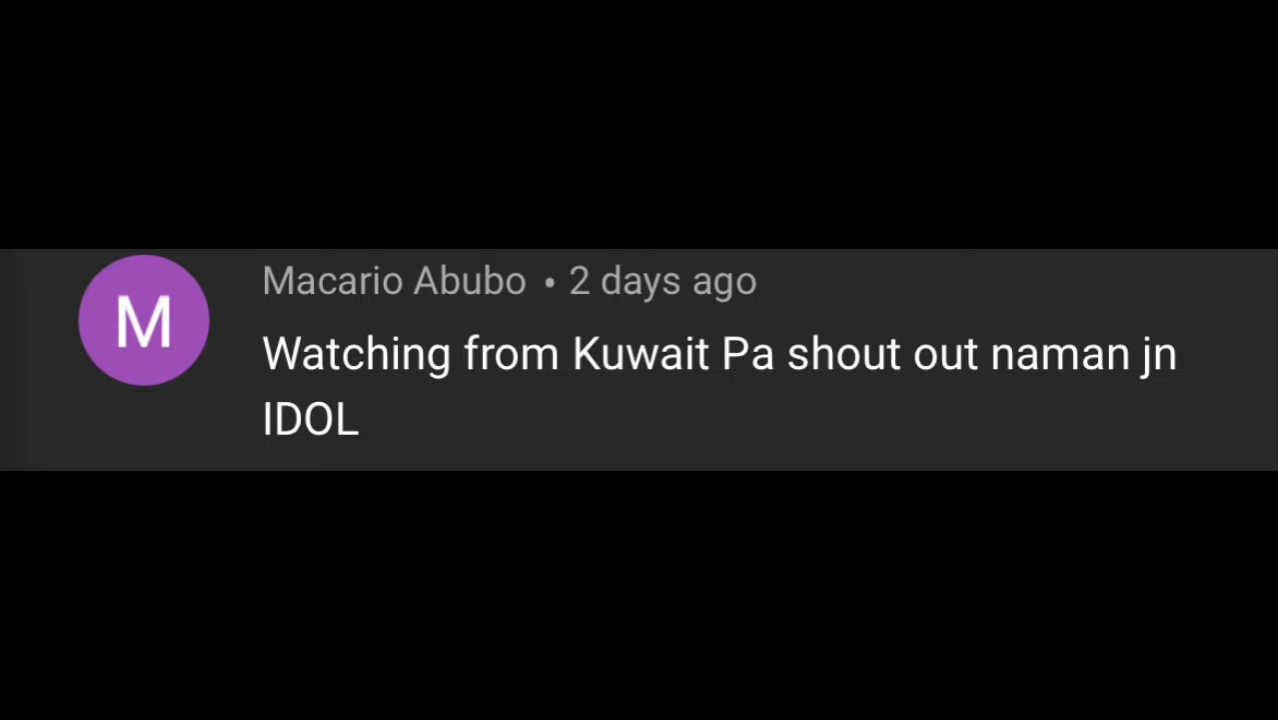 M
Macario Abubo • 2 days ago
Watching from Kuwait Pa shout out naman jn
IDOL